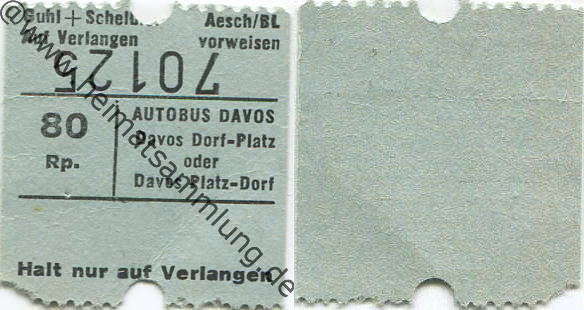 Aesch/BL
Auf Verlangen vorweisen
70125
80 Rp.
AUTOBUS DAVOS
Davos Dorf-Platz
oder
Davos Platz-Dorf
Halt nur auf Verlangen
@www.heimatsammlung.de